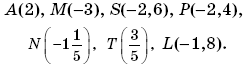 A(2), M(−3), S(−2,6), P(−2,4),
N(−1 1/5), T(3/5), L(−1,8).